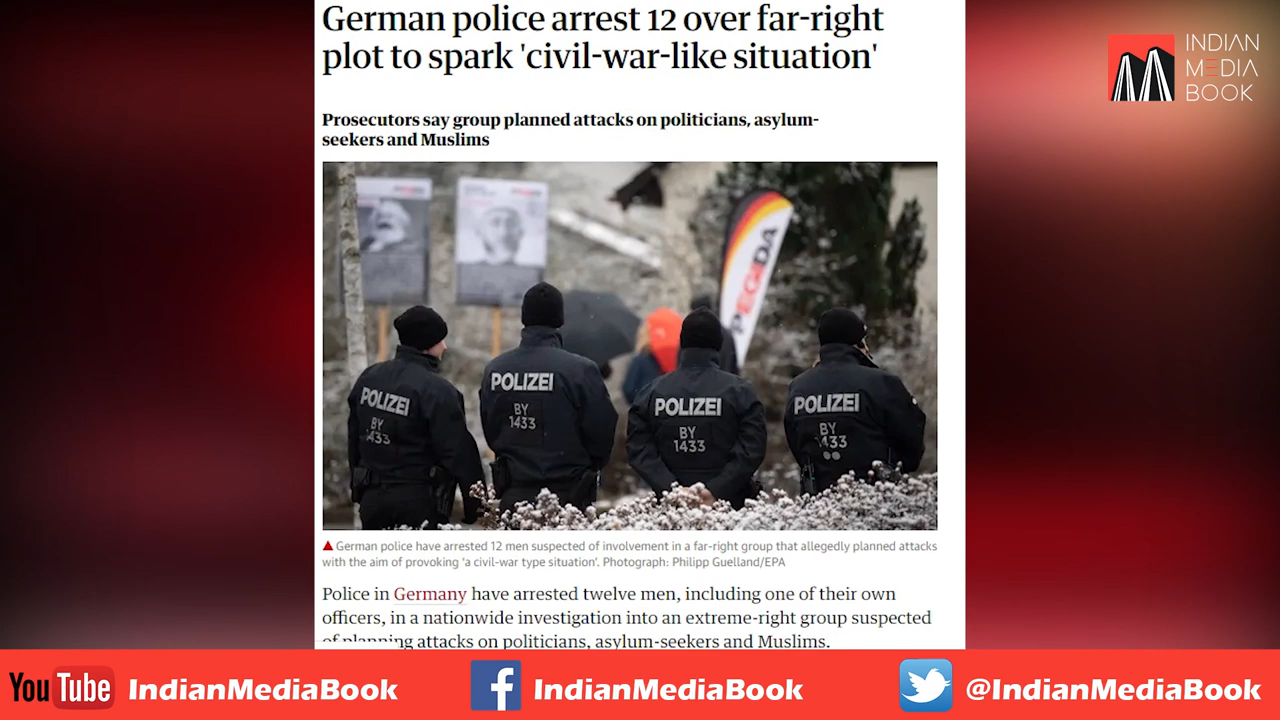 German police arrest 12 over far-right
plot to spark 'civil-war-like situation'
INDIAN
MEDIA
BOOK
Prosecutors say group planned attacks on politicians, asylum-
seekers and Muslims
PEGIDA
POLIZEI
BY
1433
POLIZEI
BY
1433
POLIZEI
BY
1433
POLIZEI
BY
1433
German police have arrested 12 men suspected of involvement in a far-right group that allegedly planned attacks
with the aim of provoking 'a civil-war type situation'. Photograph: Philipp Guelland/EPA
Police in Germany have arrested twelve men, including one of their own
officers, in a nationwide investigation into an extreme-right group suspected
of planning attacks on politicians, asylum-seekers and Muslims.
YouTube IndianMediaBook
f IndianMediaBook
@IndianMediaBook